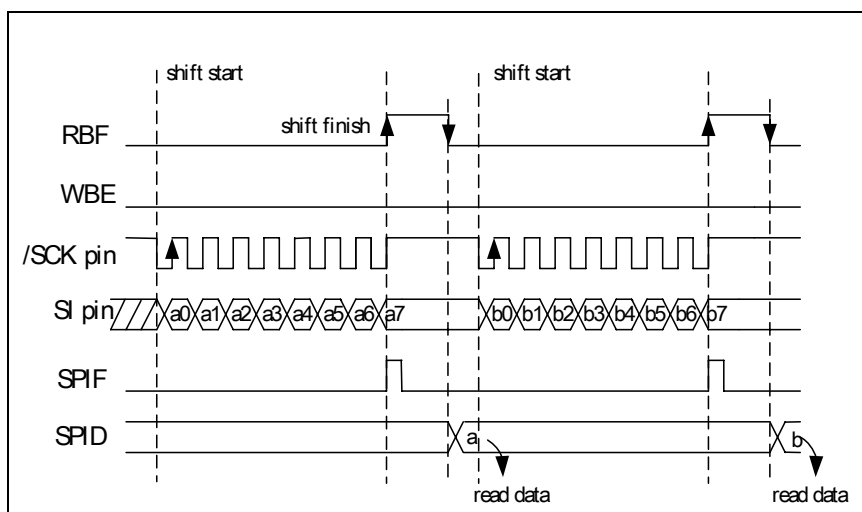 shift start shift start
RBF shift finish
WBE
/SCK pin
SI pin a0 a1 a2 a3 a4 a5 a6 a7 b0 b1 b2 b3 b4 b5 b6 b7
SPIF
SPID a b
read data read data